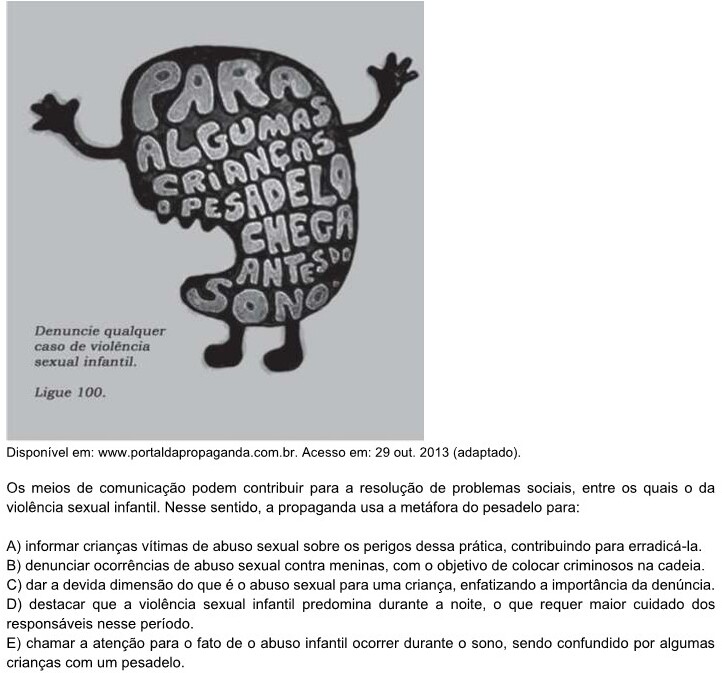 PARA
ALGUMAS
CRIANÇAS
O PESADELO
CHEGA
ANTES DO
SONO.
Denuncie qualquer
caso de violência
sexual infantil.
Ligue 100.
Disponível em: www.portaldapropaganda.com.br. Acesso em: 29 out. 2013 (adaptado).
Os meios de comunicação podem contribuir para a resolução de problemas sociais, entre os quais o da
violência sexual infantil. Nesse sentido, a propaganda usa a metáfora do pesadelo para:
A) informar crianças vítimas de abuso sexual sobre os perigos dessa prática, contribuindo para erradicá-la.
B) denunciar ocorrências de abuso sexual contra meninas, com o objetivo de colocar criminosos na cadeia.
C) dar a devida dimensão do que é o abuso sexual para uma criança, enfatizando a importância da denúncia.
D) destacar que a violência sexual infantil predomina durante a noite, o que requer maior cuidado dos
responsáveis nesse período.
E) chamar a atenção para o fato de o abuso infantil ocorrer durante o sono, sendo confundido por algumas
crianças com um pesadelo.